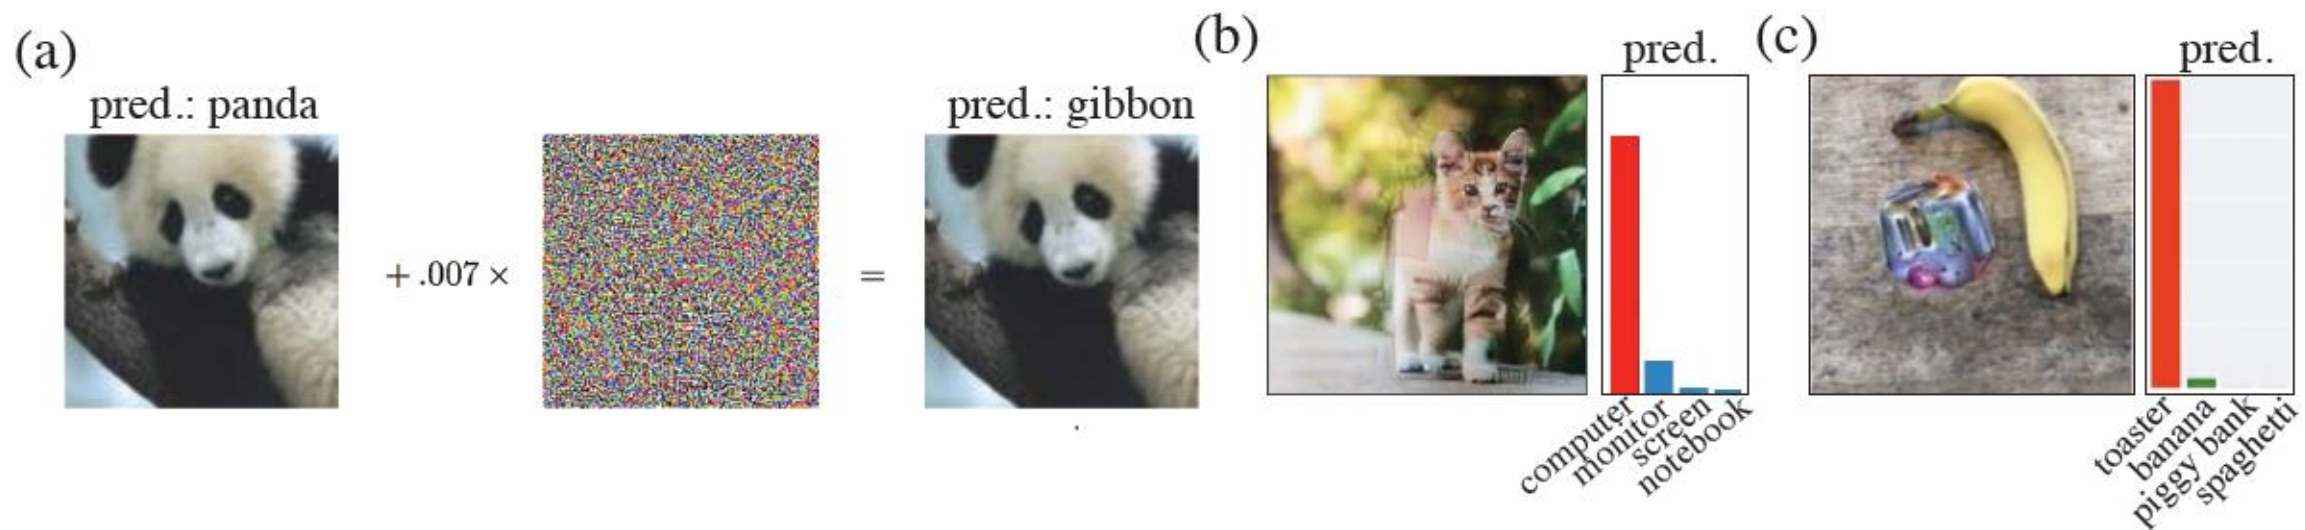 (a)
pred.: panda
+ .007 ×
=
pred.: gibbon
(b)
pred.
computer
monitor
screen
notebook
(c)
pred.
toaster
banana
piggy bank
spaghetti